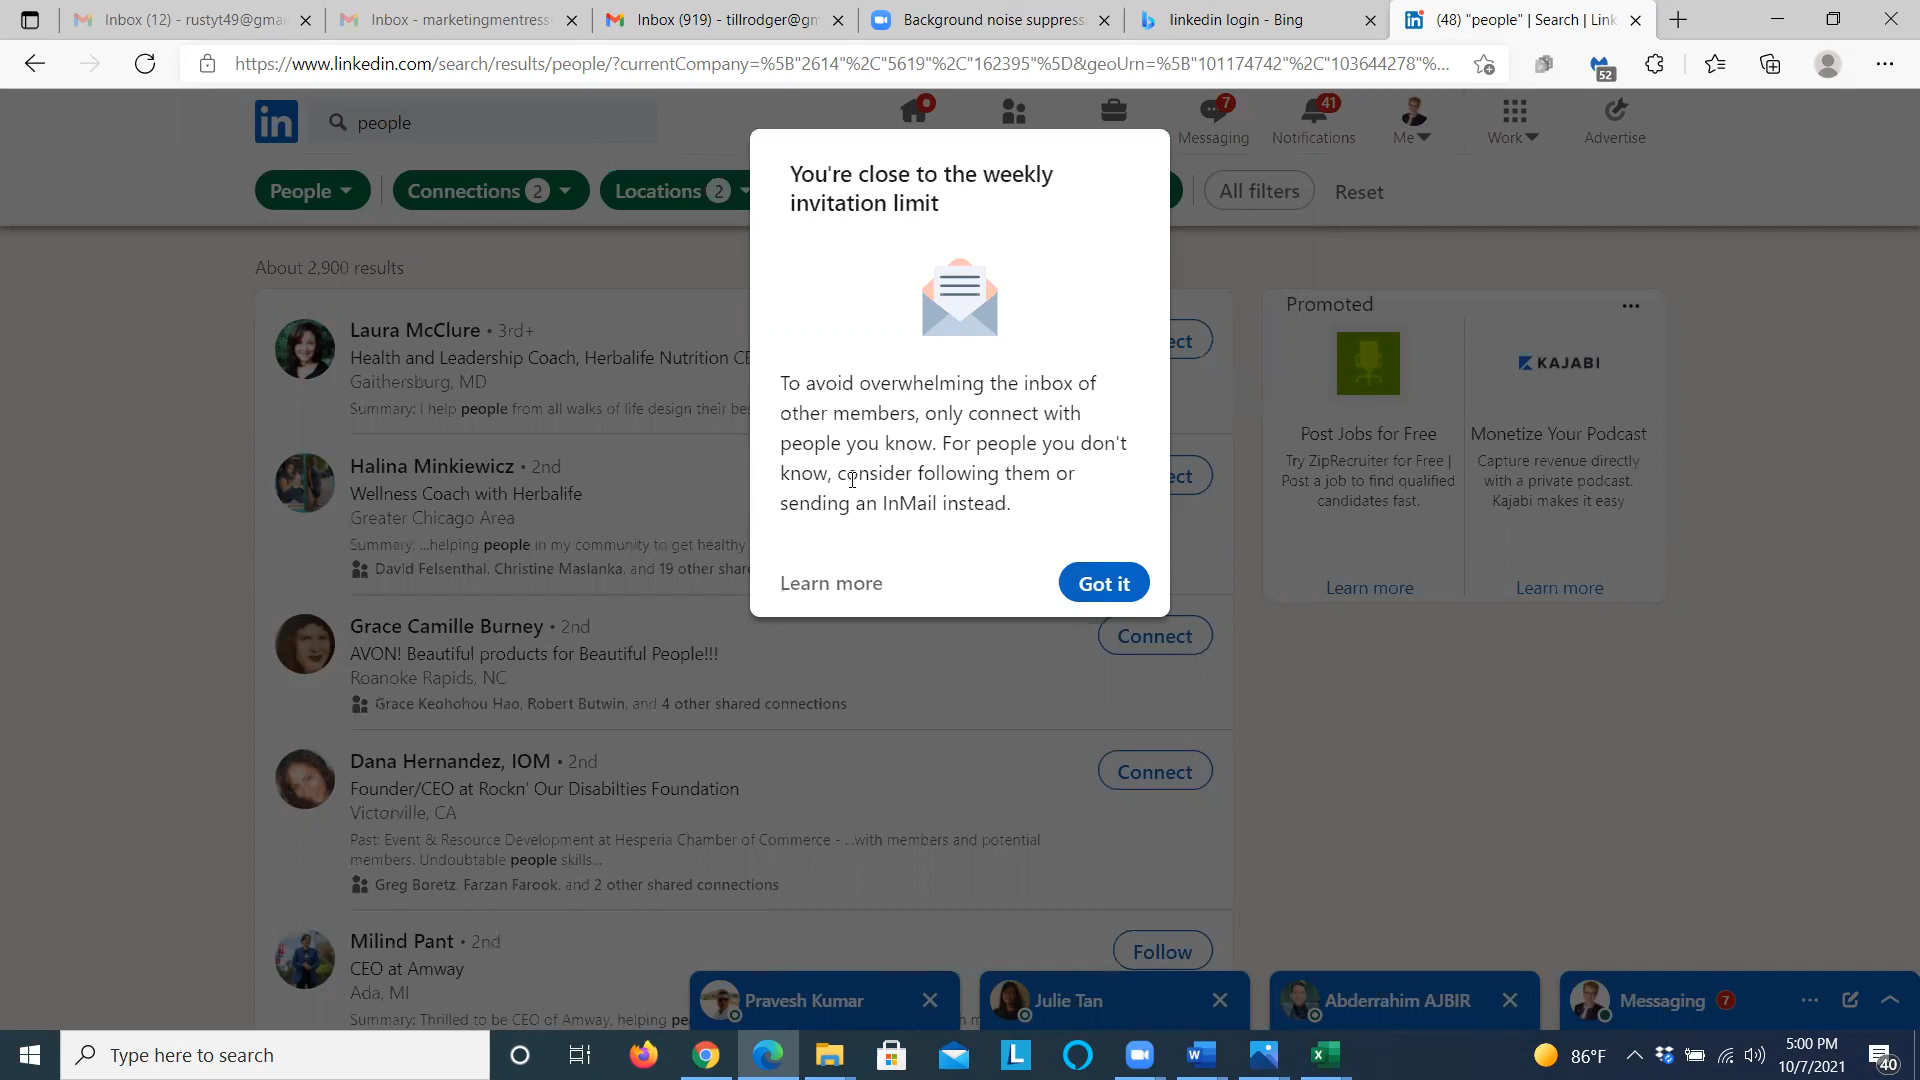 Inbox (12) - rustyt49@gmai
Inbox - marketingmentress
Inbox (919) - tillrodger@gm
Background noise suppress
linkedin login - Bing
(48) "people" | Search | Link
https://www.linkedin.com/search/results/people/?currentCompany=%5B"2614"%2C"5619"%2C"162395"%5D&geoUrn=%5B"101174742"%2C"103644278"%...
52
in
people
7
Messaging
41
Notifications
Me
Work
Advertise
People
Connections 2
Locations 2
All filters
Reset
You're close to the weekly
invitation limit
To avoid overwhelming the inbox of
other members, only connect with
people you know. For people you don't
know, consider following them or
sending an InMail instead.
Learn more
Got it
About 2,900 results
Laura McClure • 3rd+
Health and Leadership Coach, Herbalife Nutrition
Gaithersburg, MD
Summary: I help people from all walks of life design their
Halina Minkiewicz • 2nd
Wellness Coach with Herbalife
Greater Chicago Area
Summary: ...helping people in my community to get healthy
David Felsenthal, Christine Maslanka, and 19 other
Grace Camille Burney • 2nd
AVON! Beautiful products for Beautiful People!!!
Roanoke Rapids, NC
Grace Keohohou Hao, Robert Butwin, and 4 other shared connections
Connect
Dana Hernandez, IOM • 2nd
Founder/CEO at Rockn' Our Disabilties Foundation
Victorville, CA
Past: Event & Resource Development at Hesperia Chamber of Commerce - ...with members and potential
members. Undoubtable people skills...
Greg Boretz, Farzan Farook, and 2 other shared connections
Connect
Milind Pant • 2nd
CEO at Amway
Ada, MI
Summary: Thrilled to be CEO of Amway, helping
Follow
Promoted
Post Jobs for Free
Try ZipRecruiter for Free |
Post a job to find qualified
candidates fast.
Learn more
KAJABI
Monetize Your Podcast
Capture revenue directly
with a private podcast.
Kajabi makes it easy
Learn more
Pravesh Kumar
Julie Tan
Abderrahim AJBIR
Messaging 7
Type here to search
86°F
5:00 PM
10/7/2021
40